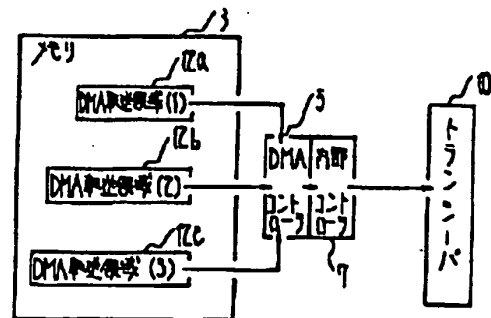 3
メモリ
12a
DMA転送領域(1)
12b
DMA転送領域(2)
12c
DMA転送領域(3)
5
DMA
コントローラ
内部
コントローラ
7
10
トランシーバ